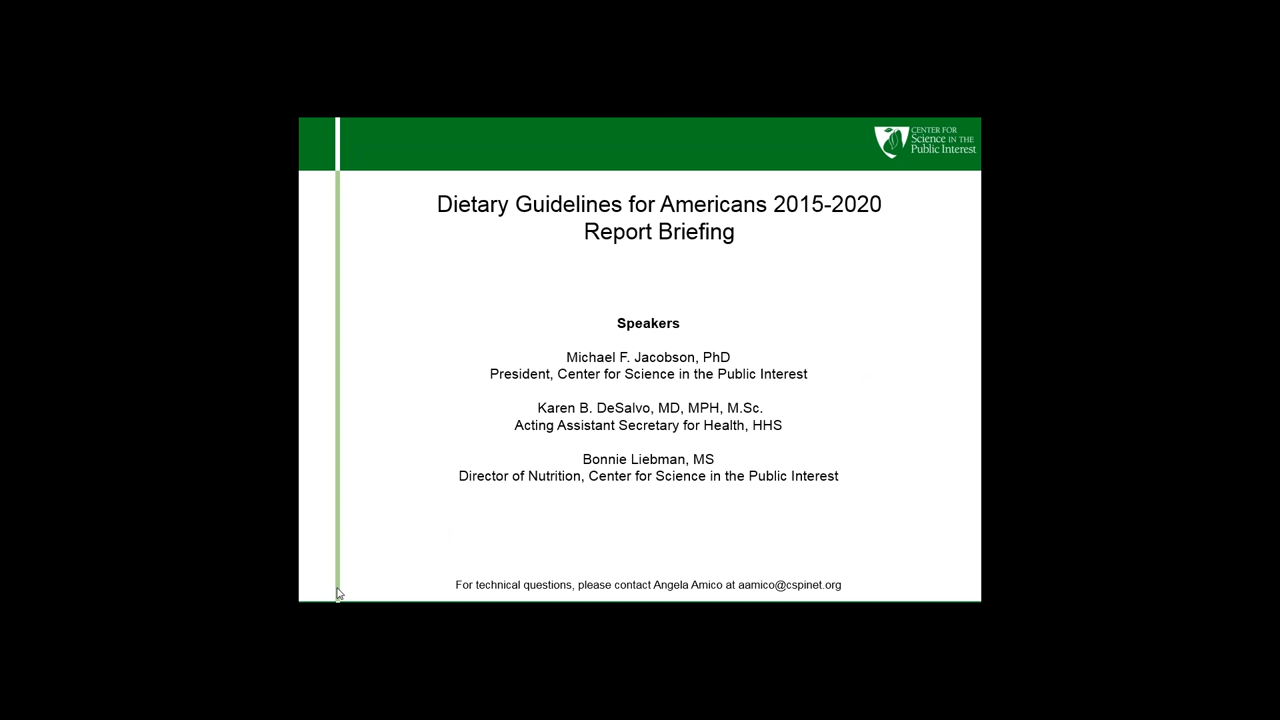 CENTER FOR
Science IN THE
Public Interest
Dietary Guidelines for Americans 2015-2020
Report Briefing
Speakers
Michael F. Jacobson, PhD
President, Center for Science in the Public Interest
Karen B. DeSalvo, MD, MPH, M.Sc.
Acting Assistant Secretary for Health, HHS
Bonnie Liebman, MS
Director of Nutrition, Center for Science in the Public Interest
For technical questions, please contact Angela Amico at aamico@cspinet.org